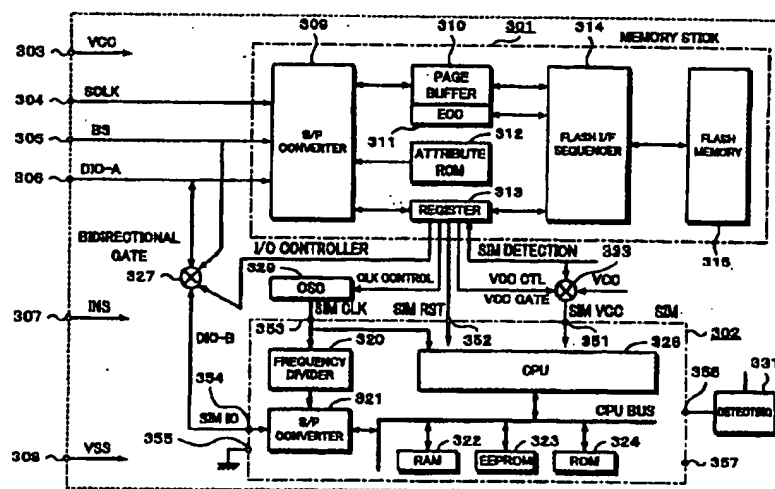 309
310
301
314
MEMORY STICK
303
VCC
304
SCLK
305
BS
306
DIO-A
S/P CONVERTER
PAGE BUFFER
ECC
311
312
ATTRIBUTE ROM
313
REGISTER
FLASH I/F SEQUENCER
FLASH MEMORY
315
BIDIRECTIONAL GATE
327
I/O CONTROLLER
329
OSC
CLK CONTROL
SIM DETECTION
VCC CTL
VCC GATE
333
VCC
307
INS
DIO-B
353
SIM CLK
SIM RST
352
SIM VCC
351
SIM
302
320
FREQUENCY DIVIDER
326
CPU
356
331
DETECTING
354
SIM IO
321
S/P CONVERTER
CPU BUS
355
308
VSS
322
RAM
323
EEPROM
324
ROM
357